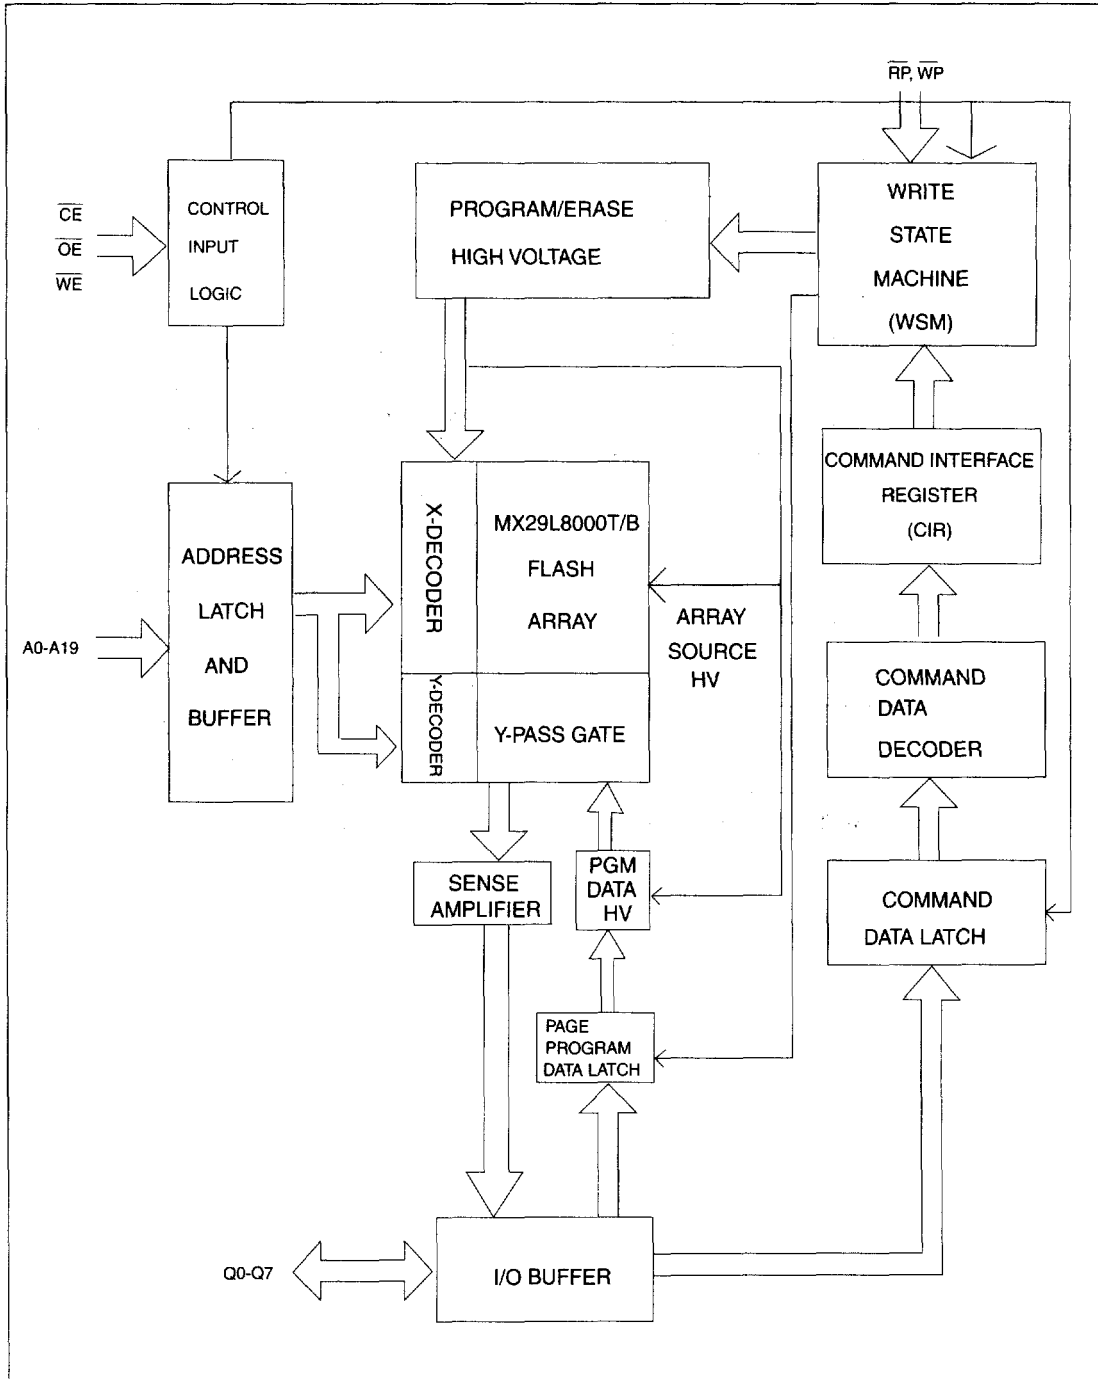 RP, WP
CE
OE
WE
CONTROL
INPUT
LOGIC
PROGRAM/ERASE
HIGH VOLTAGE
WRITE
STATE
MACHINE
(WSM)
COMMAND INTERFACE
REGISTER
(CIR)
A0-A19
ADDRESS
LATCH
AND
BUFFER
X-DECODER
MX29L8000T/B
FLASH
ARRAY
ARRAY
SOURCE
HV
Y-DECODER
Y-PASS GATE
COMMAND
DATA
DECODER
SENSE
AMPLIFIER
PGM
DATA
HV
COMMAND
DATA LATCH
PAGE
PROGRAM
DATA LATCH
Q0-Q7
I/O BUFFER